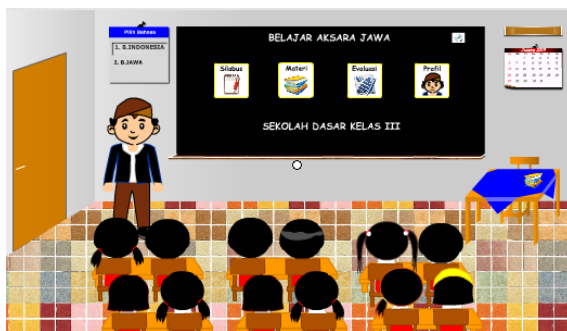 Pilih Bahasa
1. B.INDONESIA
2. B.JAWA
BELAJAR AKSARA JAWA
Silabus
Materi
Evaluasi
Profil
SEKOLAH DASAR KELAS III